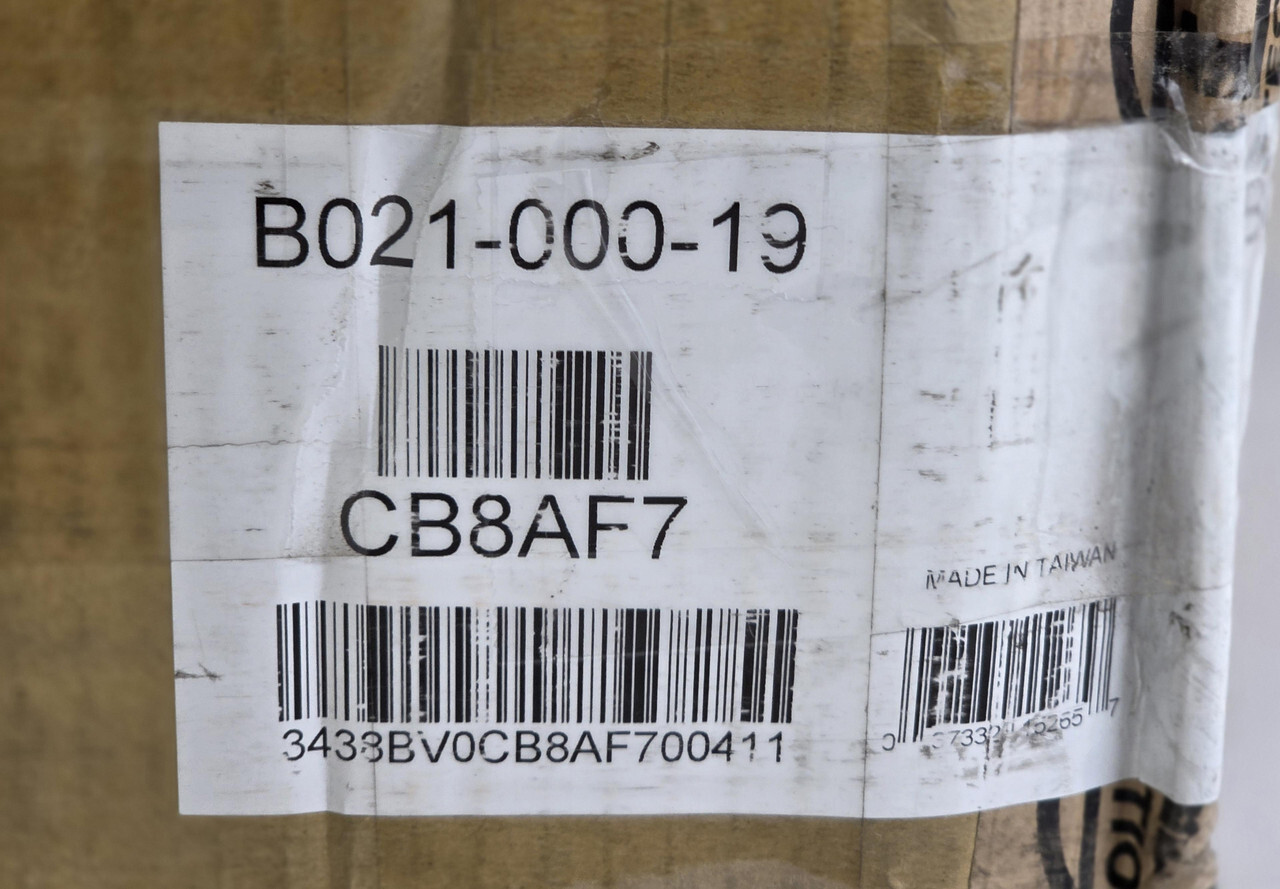 B021-000-19
CB8AF7
3433BV0CB8AF700411
MADE IN TAIWAN